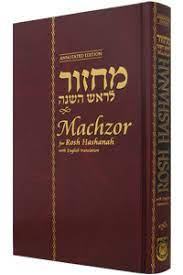 ANNOTATED EDITION
מחזור
לראש השנה
Machzor
for Rosh Hashanah
with English translation
ROSH HASHANAH